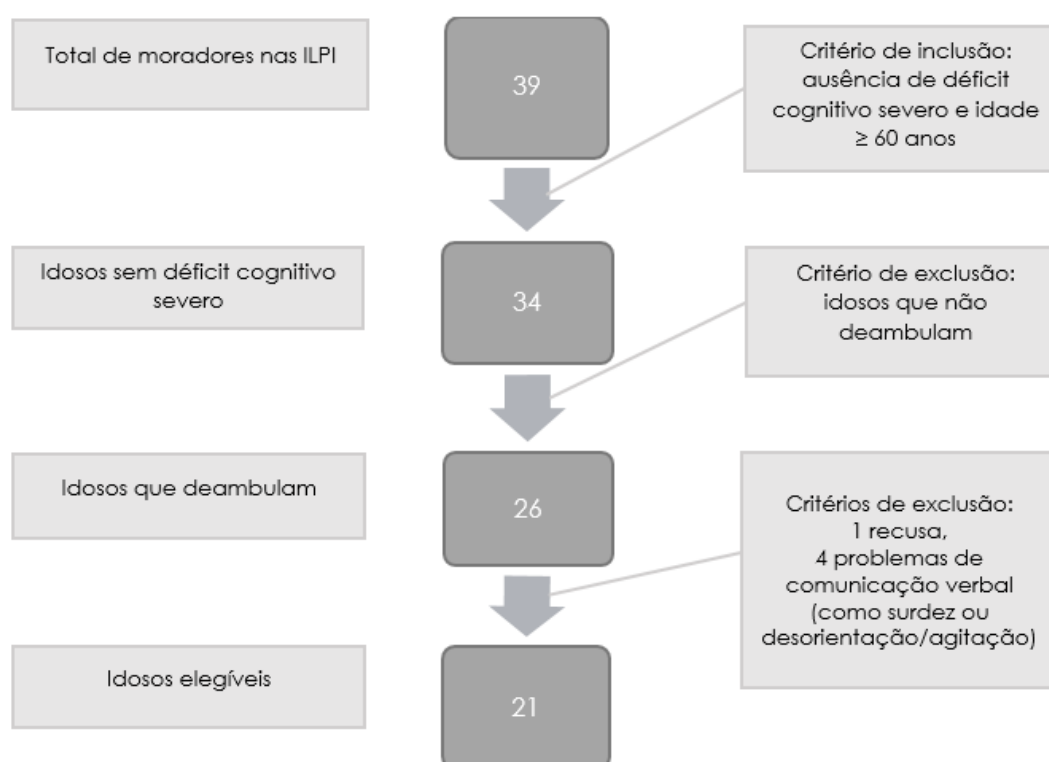 Total de moradores nas ILPI
39
Critério de inclusão:
ausência de déficit
cognitivo severo e idade
≥ 60 anos
Idosos sem déficit cognitivo
severo
34
Critério de exclusão:
idosos que não
deambulam
Idosos que deambulam
26
Critérios de exclusão:
1 recusa,
4 problemas de
comunicação verbal
(como surdez ou
desorientação/agitação)
Idosos elegíveis
21